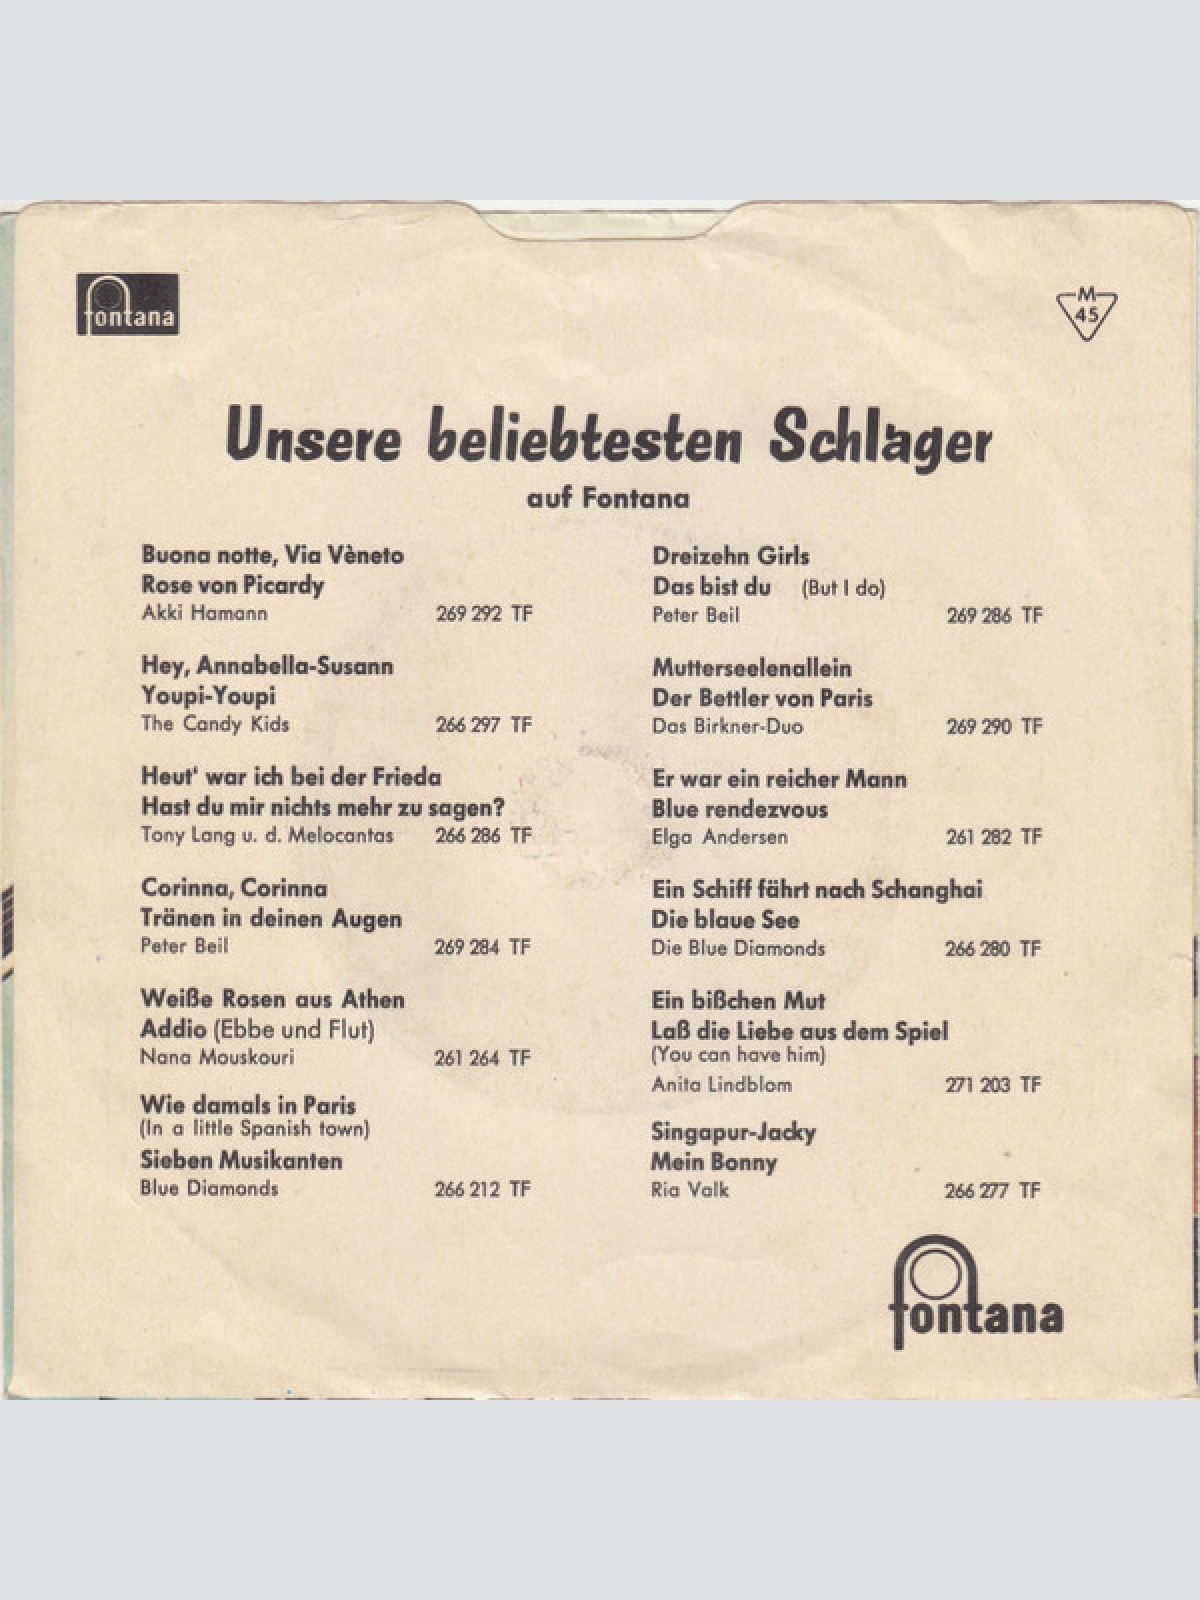 fontana
M
45
Unsere beliebtesten Schlager
auf Fontana
Buona notte, Via Vèneto
Rose von Picardy
Akki Hamann 269 292 TF
Hey, Annabella-Susann
Youpi-Youpi
The Candy Kids 266 297 TF
Heut' war ich bei der Frieda
Hast du mir nichts mehr zu sagen?
Tony Lang u. d. Melocantas 266 286 TF
Corinna, Corinna
Tränen in deinen Augen
Peter Beil 269 284 TF
Weiße Rosen aus Athen
Addio (Ebbe und Flut)
Nana Mouskouri 261 264 TF
Wie damals in Paris
(In a little Spanish town)
Sieben Musikanten
Blue Diamonds 266 212 TF
Dreizehn Girls
Das bist du (But I do)
Peter Beil 269 286 TF
Mutterseelenallein
Der Bettler von Paris
Das Birkner-Duo 269 290 TF
Er war ein reicher Mann
Blue rendezvous
Elga Andersen 261 282 TF
Ein Schiff fährt nach Schanghai
Die blaue See
Die Blue Diamonds 266 280 TF
Ein bißchen Mut
Laß die Liebe aus dem Spiel
(You can have him)
Anita Lindblom 271 203 TF
Singapur-Jacky
Mein Bonny
Ria Valk 266 277 TF
fontana